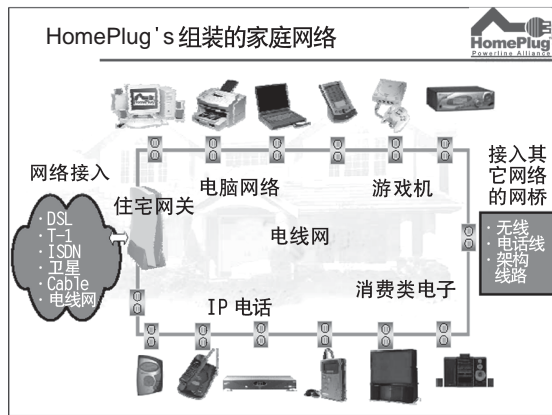 HomePlug's组装的家庭网络
HomePlug
Powerline Alliance
网络接入
·DSL
·T-1
·ISDN
·卫星
·Cable
·电线网
住宅网关
电脑网络
游戏机
电线网
接入其
它网络
的网桥
·无线
·电话线
·架构
线路
IP 电话
消费类电子